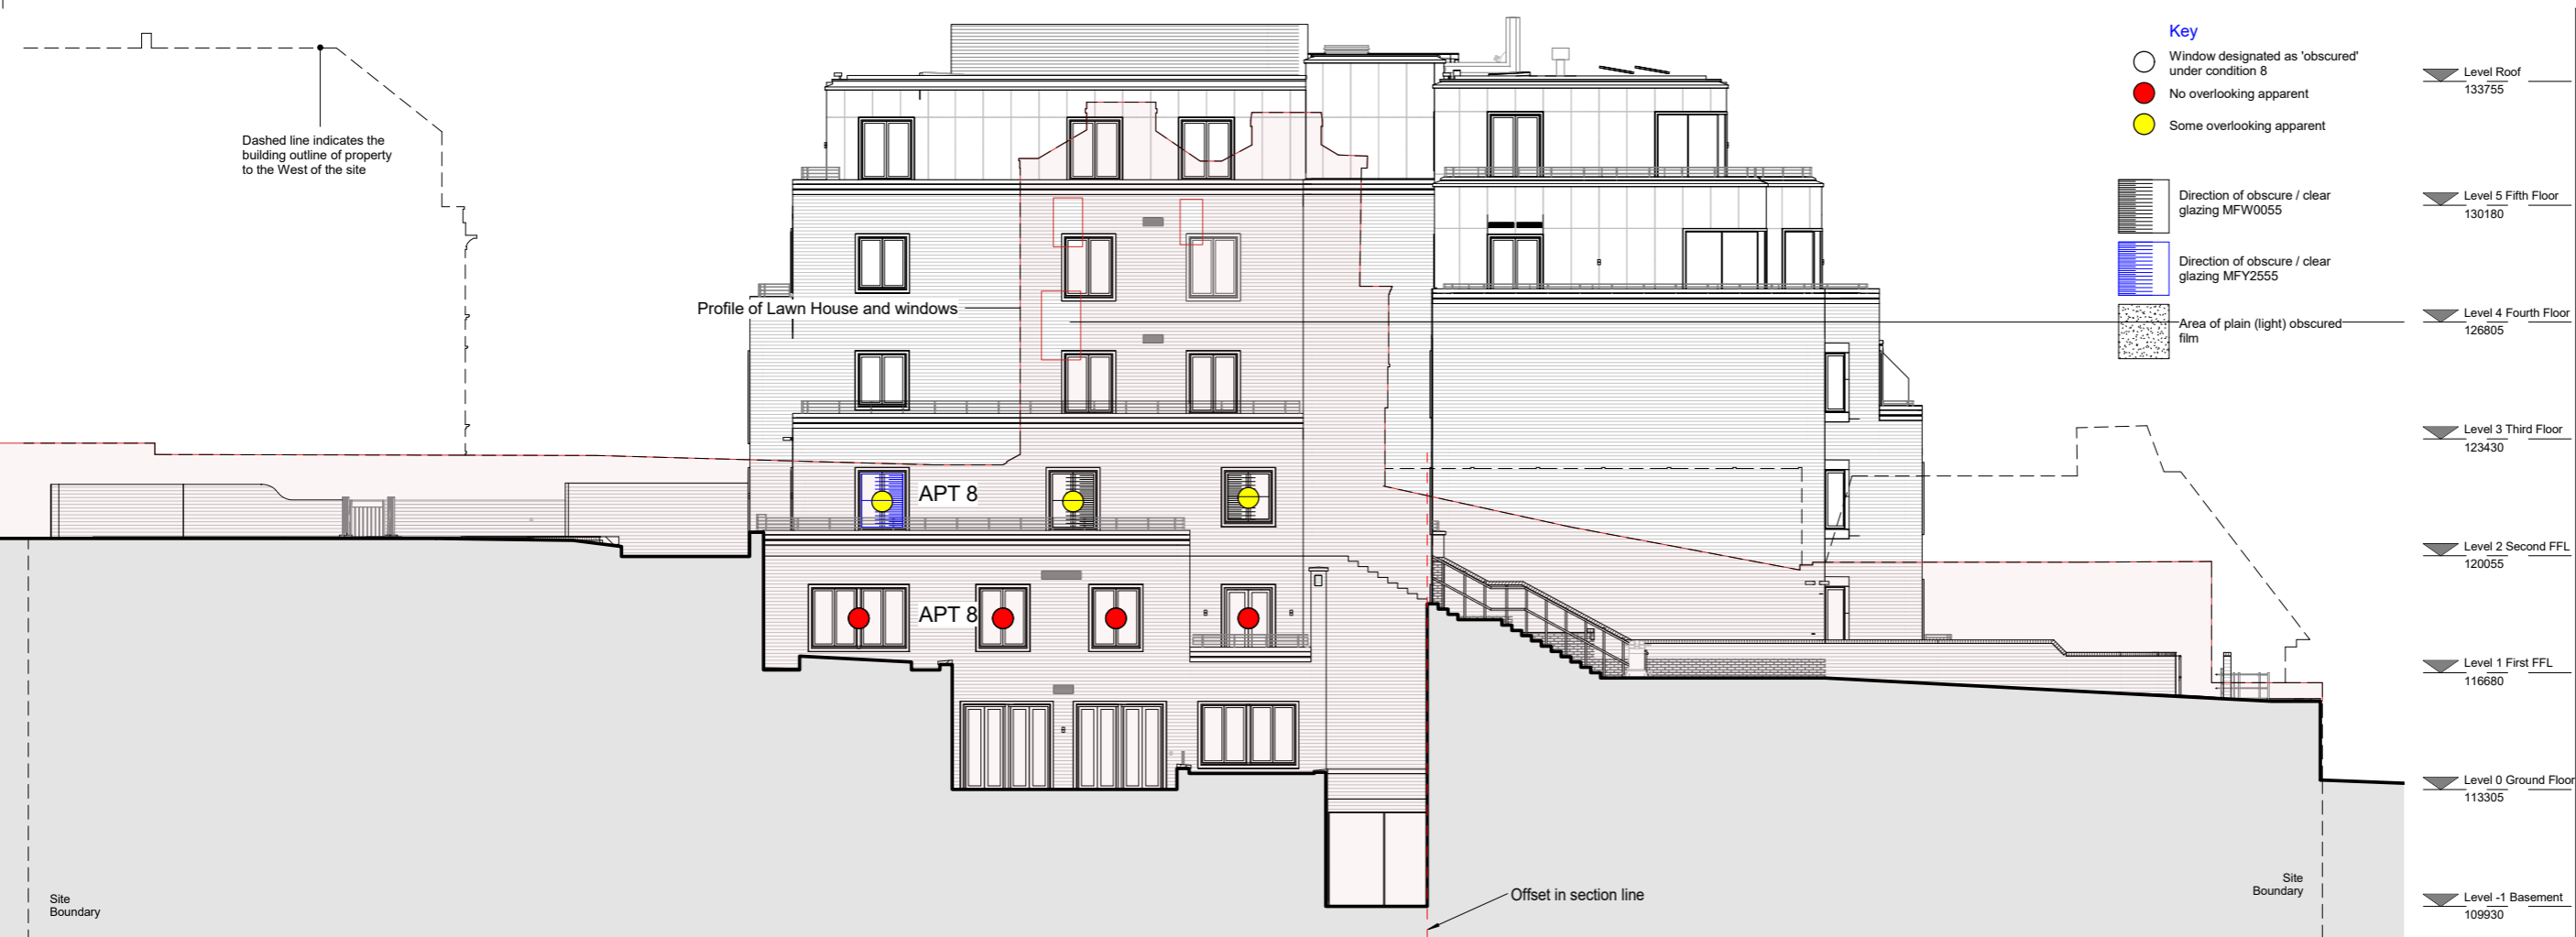 Key
Window designated as 'obscured'
under condition 8
No overlooking apparent
Some overlooking apparent
Direction of obscure / clear
glazing MFW0055
Direction of obscure / clear
glazing MFY2555
Area of plain (light) obscured
film
Level Roof
133755
Level 5 Fifth Floor
130180
Level 4 Fourth Floor
126805
Level 3 Third Floor
123430
Level 2 Second FFL
120055
Level 1 First FFL
116680
Level 0 Ground Floor
113305
Level -1 Basement
109930
Dashed line indicates the
building outline of property
to the West of the site
Profile of Lawn House and windows
APT 8
APT 8
Site
Boundary
Offset in section line
Site
Boundary